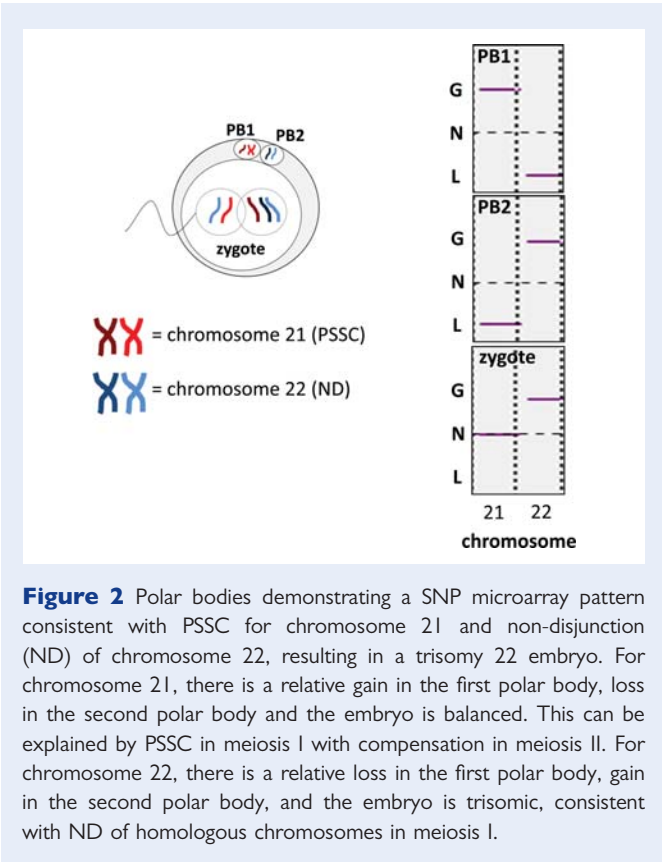 PB1
G
N
L
PB1
PB2
zygote
PB2
G
N
L
= chromosome 21 (PSSC)
= chromosome 22 (ND)
zygote
G
N
L
21 22
chromosome
Figure 2 Polar bodies demonstrating a SNP microarray pattern
consistent with PSSC for chromosome 21 and non-disjunction
(ND) of chromosome 22, resulting in a trisomy 22 embryo. For
chromosome 21, there is a relative gain in the first polar body, loss
in the second polar body and the embryo is balanced. This can be
explained by PSSC in meiosis I with compensation in meiosis II. For
chromosome 22, there is a relative loss in the first polar body, gain
in the second polar body, and the embryo is trisomic, consistent
with ND of homologous chromosomes in meiosis I.